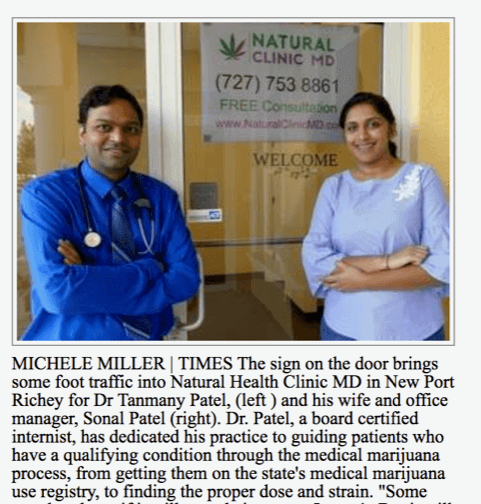 NATURAL
CLINIC MD
(727) 753 8861
FREE Consultation
www.NaturalClinicMD.co
WELCOME
MICHELE MILLER | TIMES The sign on the door brings
some foot traffic into Natural Health Clinic MD in New Port
Richey for Dr Tanmany Patel, (left ) and his wife and office
manager, Sonal Patel (right). Dr. Patel, a board certified
internist, has dedicated his practice to guiding patients who
have a qualifying condition through the medical marijuana
process, from getting them on the state's medical marijuana
use registry, to finding the proper dose and strain. "Some